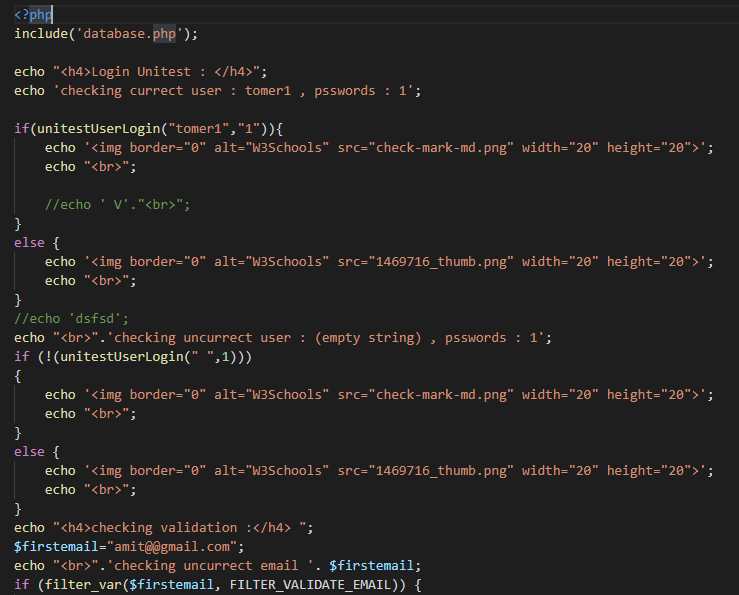 <?php
include('database.php');
echo "<h4>Login Unitest : </h4>";
echo 'checking currect user : tomer1 , psswords : 1';
if(unitestUserLogin("tomer1","1")){
echo '<img border="0" alt="W3Schools" src="check-mark-md.png" width="20" height="20">';
echo "<br>";
//echo ' V'."<br>";
}
else {
echo '<img border="0" alt="W3Schools" src="1469716_thumb.png" width="20" height="20">';
echo "<br>";
}
//echo 'dsfsd';
echo "<br>".'checking uncurrect user : (empty string) , psswords : 1';
if (!(unitestUserLogin(" ",1)))
{
echo '<img border="0" alt="W3Schools" src="check-mark-md.png" width="20" height="20">';
echo "<br>";
}
else {
echo '<img border="0" alt="W3Schools" src="1469716_thumb.png" width="20" height="20">';
echo "<br>";
}
echo "<h4>checking validation :</h4> ";
$firstemail="amit@@gmail.com";
echo "<br>".'checking uncurrect email '. $firstemail;
if (filter_var($firstemail, FILTER_VALIDATE_EMAIL)) {